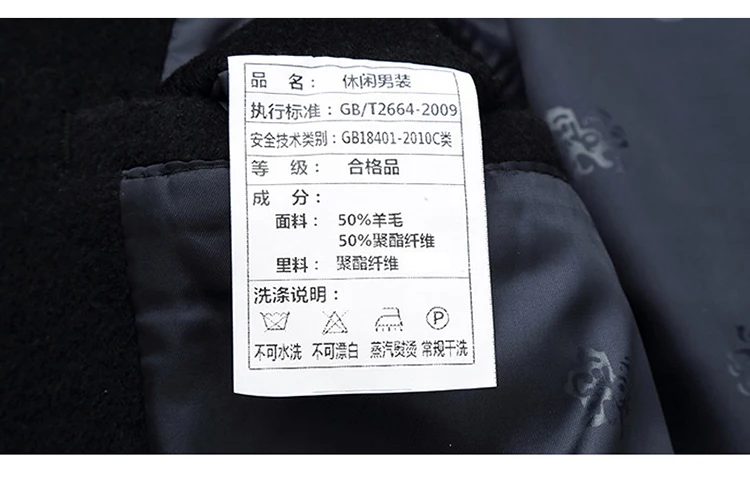 品 名： 休闲男装
执行标准：GB/T2664-2009
安全技术类别：GB18401-2010C类
等 级： 合格品
成 分：
面料： 50%羊毛
50%聚酯纤维
里料： 聚酯纤维
洗涤说明：
P
不可水洗 不可漂白 蒸汽熨烫 常规干洗